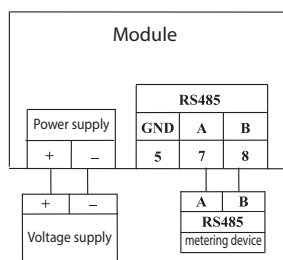 Module
RS485
Power supply
GND A B
+ – 5 7 8
+ – A B
RS485
Voltage supply metering device